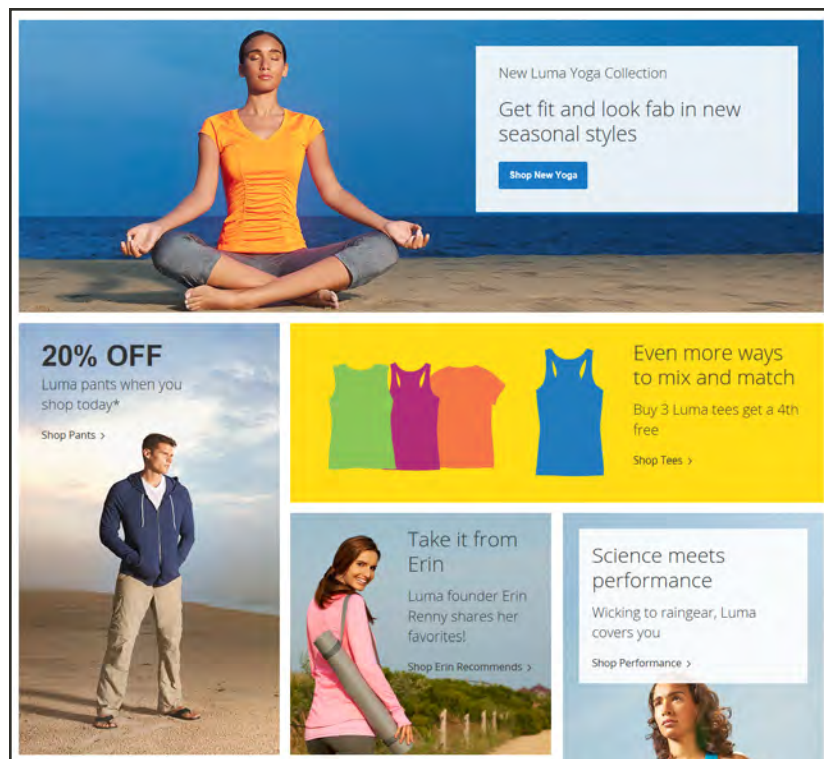 New Luma Yoga Collection
Get fit and look fab in new
seasonal styles
Shop New Yoga
20% OFF
Luma pants when you
shop today*
Shop Pants >
Even more ways
to mix and match
Buy 3 Luma tees get a 4th
free
Shop Tees >
Take it from
Erin
Luma founder Erin
Renny shares her
favorites!
Shop Erin Recommends >
Science meets
performance
Wicking to raingear, Luma
covers you
Shop Performance >